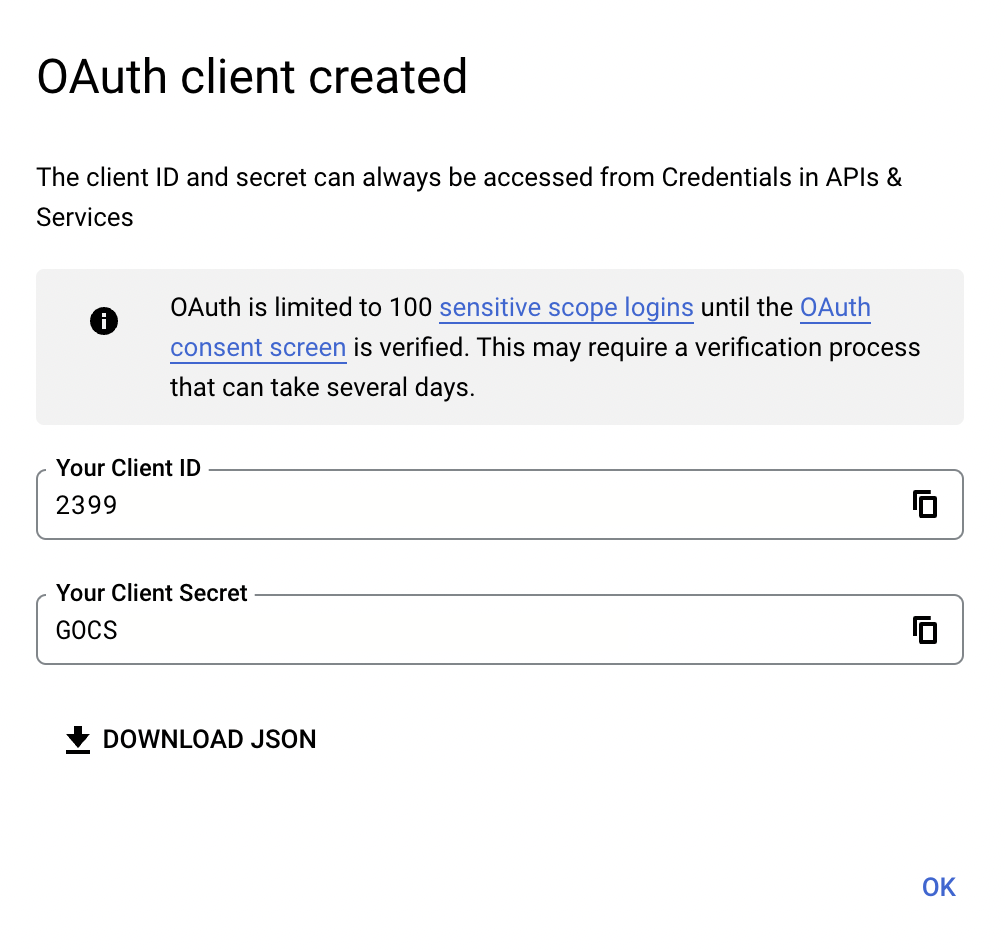 OAuth client created
The client ID and secret can always be accessed from Credentials in APIs &
Services
OAuth is limited to 100 sensitive scope logins until the OAuth
consent screen is verified. This may require a verification process
that can take several days.
Your Client ID
2399
Your Client Secret
GOCS
DOWNLOAD JSON
OK